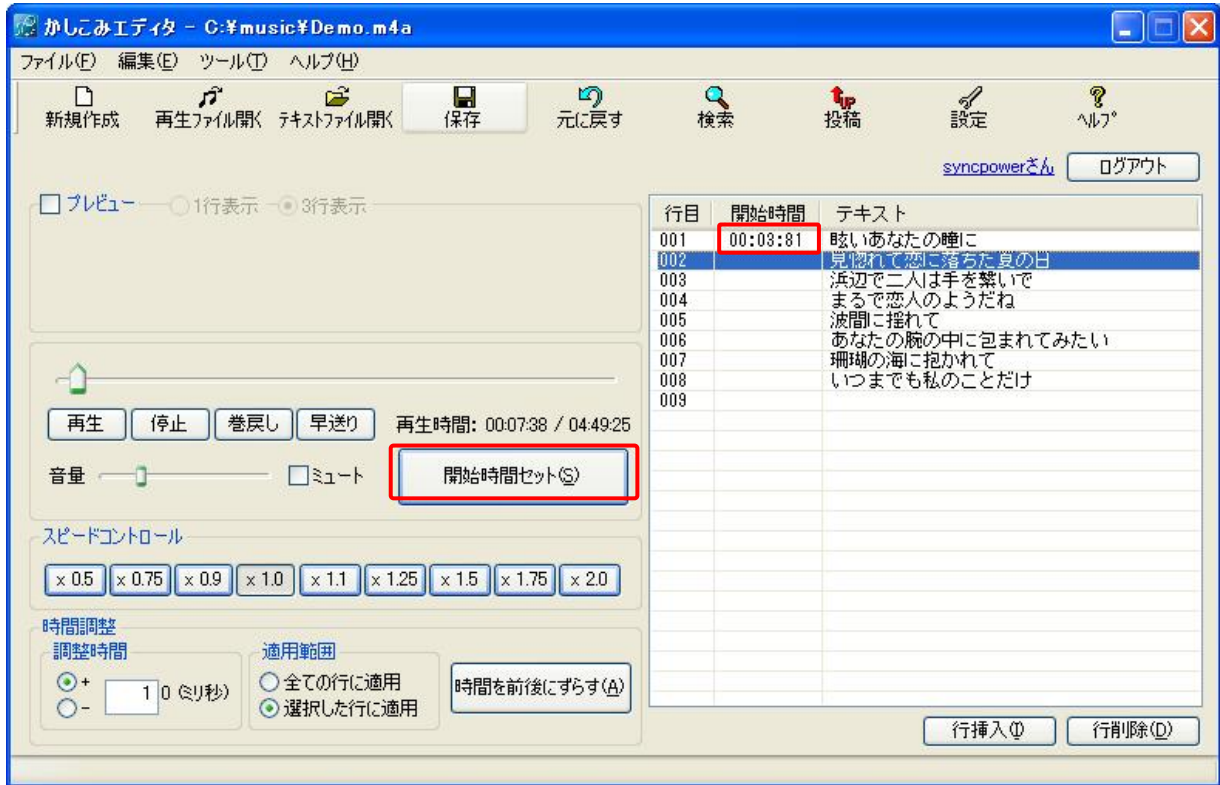 かしこみエディタ - C:¥music¥Demo.m4a
ファイル(F) 編集(E) ツール(T) ヘルプ(H)
新規作成 再生ファイル開く テキストファイル開く 保存 元に戻す 検索 投稿 設定 ヘルプ
syncpowerさん ログアウト
プレビュー 1行表示 3行表示
行目 開始時間 テキスト
001 00:03:81 眩いあなたの瞳に
002 見惚れて恋に落ちた夏の日
003 浜辺で二人は手を繋いで
004 まるで恋人のようだね
005 波間に揺れて
006 あなたの腕の中に包まれてみたい
007 珊瑚の海に抱かれて
008 いつまでも私のことだけ
009
再生 停止 巻戻し 早送り 再生時間: 00:07:38 / 04:49:25
音量 ミュート 開始時間セット(S)
スピードコントロール
x 0.5 x 0.75 x 0.9 x 1.0 x 1.1 x 1.25 x 1.5 x 1.75 x 2.0
時間調整
調整時間 適用範囲
+ 1 0 (ミリ秒) 全ての行に適用 時間を前後にずらす(A)
- 選択した行に適用
行挿入(I) 行削除(D)